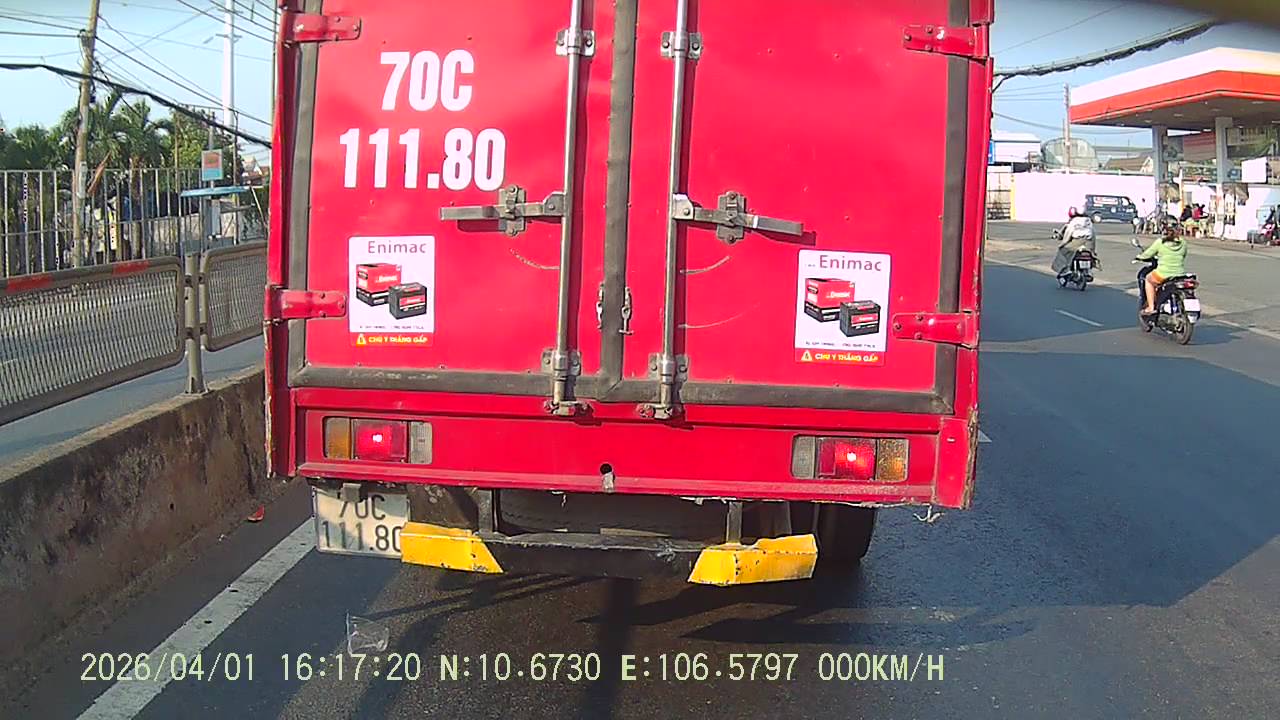 70C
111.80
Enimac
CHÚ Ý THẮNG GẤP
Enimac
CHÚ Ý THẮNG GẤP
70C
111.80
2026/04/01 16:17:20 N:10.6730 E:106.5797 000KM/H